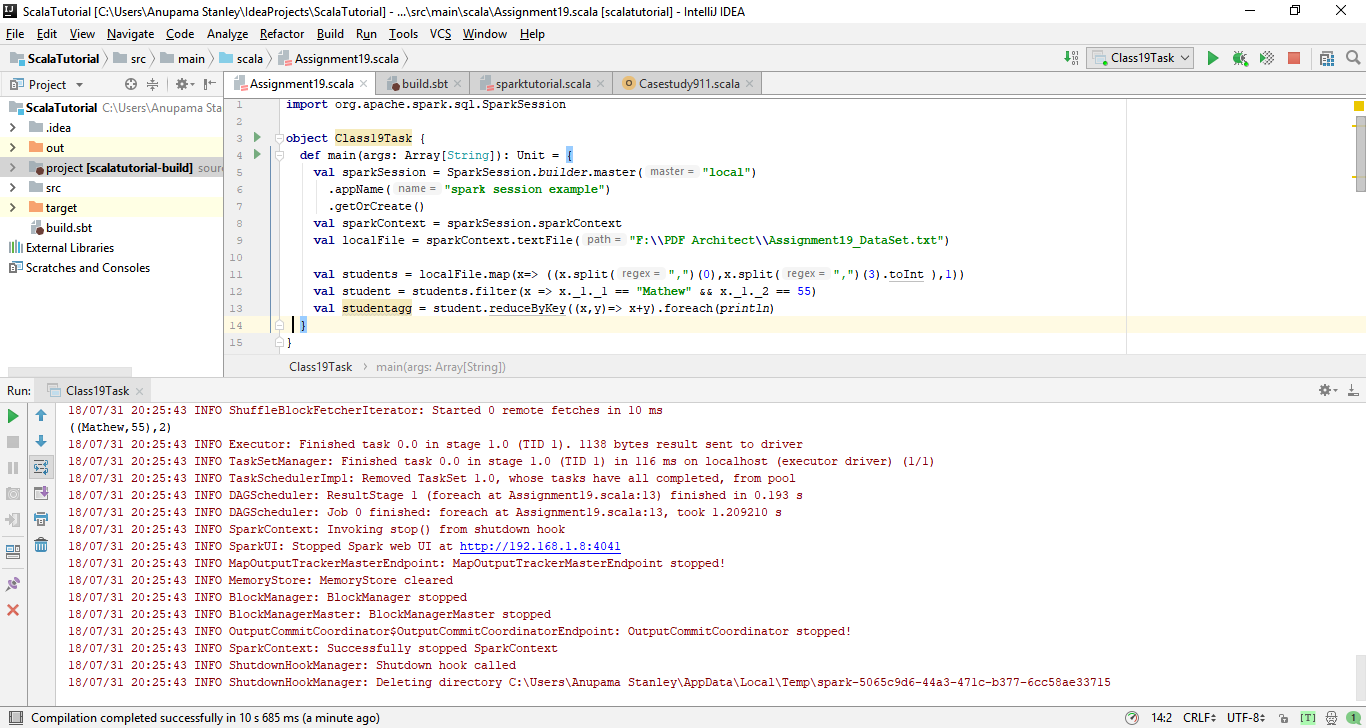 ScalaTutorial [C:\Users\Anupama Stanley\IdeaProjects\ScalaTutorial] - ...\src\main\scala\Assignment19.scala [scalatutorial] - IntelliJ IDEA
File Edit View Navigate Code Analyze Refactor Build Run Tools VCS Window Help
ScalaTutorial src main scala Assignment19.scala Class19Task
Project Assignment19.scala build.sbt sparktutorial.scala Casestudy911.scala
ScalaTutorial C:\Users\Anupama Sta
.idea
out
project [scalatutorial-build] sourc
src
target
build.sbt
External Libraries
Scratches and Consoles
1 import org.apache.spark.sql.SparkSession
2
3 object Class19Task {
4 def main(args: Array[String]): Unit = {
5 val sparkSession = SparkSession.builder.master( master = "local")
6 .appName( name = "spark session example")
7 .getOrCreate()
8 val sparkContext = sparkSession.sparkContext
9 val localFile = sparkContext.textFile( path = "F:\\PDF Architect\\Assignment19_DataSet.txt")
10
11 val students = localFile.map(x=> ((x.split( regex = ",")(0),x.split( regex = ",")(3).toInt ),1))
12 val student = students.filter(x => x._1._1 == "Mathew" && x._1._2 == 55)
13 val studentagg = student.reduceByKey((x,y)=> x+y).foreach(println)
14 }
15 }
Class19Task main(args: Array[String])
Run: Class19Task
18/07/31 20:25:43 INFO ShuffleBlockFetcherIterator: Started 0 remote fetches in 10 ms
((Mathew,55),2)
18/07/31 20:25:43 INFO Executor: Finished task 0.0 in stage 1.0 (TID 1). 1138 bytes result sent to driver
18/07/31 20:25:43 INFO TaskSetManager: Finished task 0.0 in stage 1.0 (TID 1) in 116 ms on localhost (executor driver) (1/1)
18/07/31 20:25:43 INFO TaskSchedulerImpl: Removed TaskSet 1.0, whose tasks have all completed, from pool
18/07/31 20:25:43 INFO DAGScheduler: ResultStage 1 (foreach at Assignment19.scala:13) finished in 0.193 s
18/07/31 20:25:43 INFO DAGScheduler: Job 0 finished: foreach at Assignment19.scala:13, took 1.209210 s
18/07/31 20:25:43 INFO SparkContext: Invoking stop() from shutdown hook
18/07/31 20:25:43 INFO SparkUI: Stopped Spark web UI at http://192.168.1.8:4041
18/07/31 20:25:43 INFO MapOutputTrackerMasterEndpoint: MapOutputTrackerMasterEndpoint stopped!
18/07/31 20:25:43 INFO MemoryStore: MemoryStore cleared
18/07/31 20:25:43 INFO BlockManager: BlockManager stopped
18/07/31 20:25:43 INFO BlockManagerMaster: BlockManagerMaster stopped
18/07/31 20:25:43 INFO OutputCommitCoordinator$OutputCommitCoordinatorEndpoint: OutputCommitCoordinator stopped!
18/07/31 20:25:43 INFO SparkContext: Successfully stopped SparkContext
18/07/31 20:25:43 INFO ShutdownHookManager: Shutdown hook called
18/07/31 20:25:43 INFO ShutdownHookManager: Deleting directory C:\Users\Anupama Stanley\AppData\Local\Temp\spark-5065c9d6-44a3-471c-b377-6cc58ae33715
Compilation completed successfully in 10 s 685 ms (a minute ago) 14:2 CRLF UTF-8 [T] 1